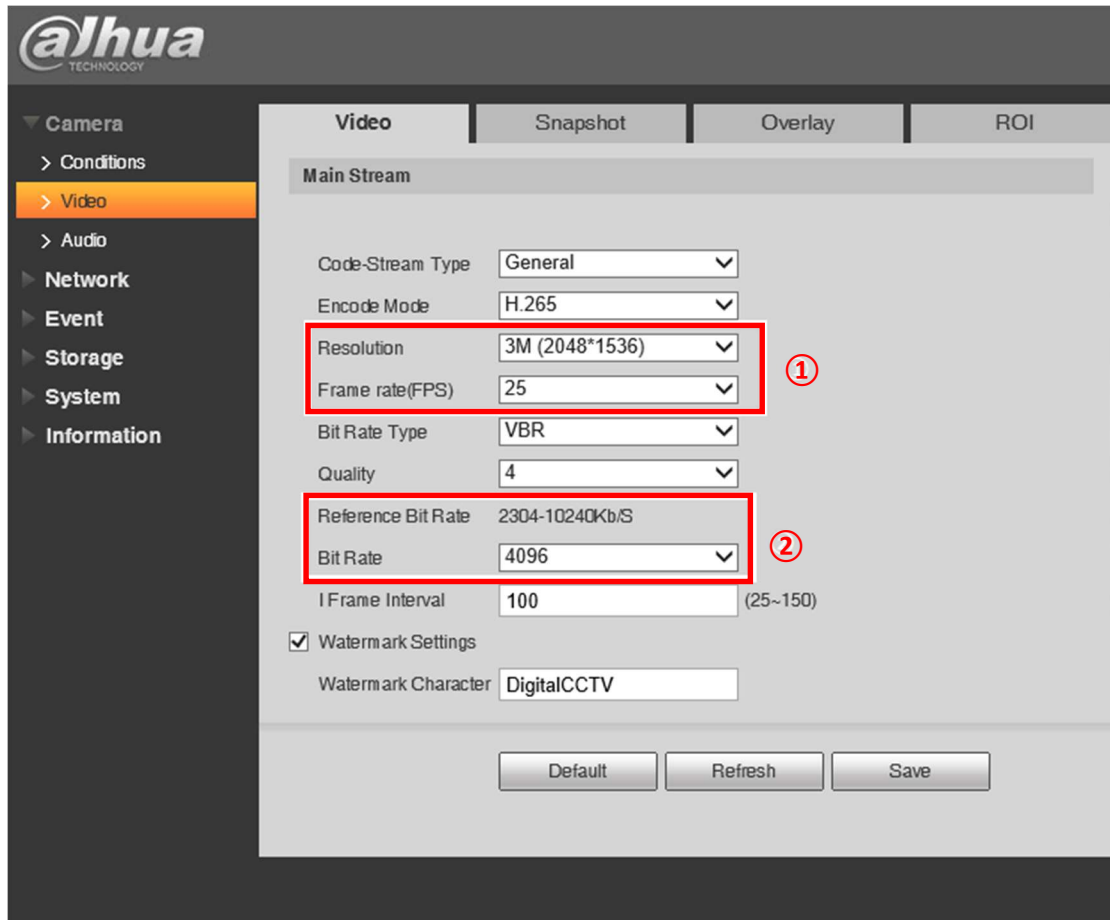 alhua
TECHNOLOGY
Camera
Conditions
Video
Audio
Network
Event
Storage
System
Information
Video Snapshot Overlay ROI
Main Stream
Code-Stream Type General
Encode Mode H.265
Resolution 3M (2048*1536)
Frame rate(FPS) 25
①
Bit Rate Type VBR
Quality 4
Reference Bit Rate 2304-10240Kb/S
Bit Rate 4096
②
I Frame Interval 100 (25~150)
Watermark Settings
Watermark Character DigitalCCTV
Default Refresh Save